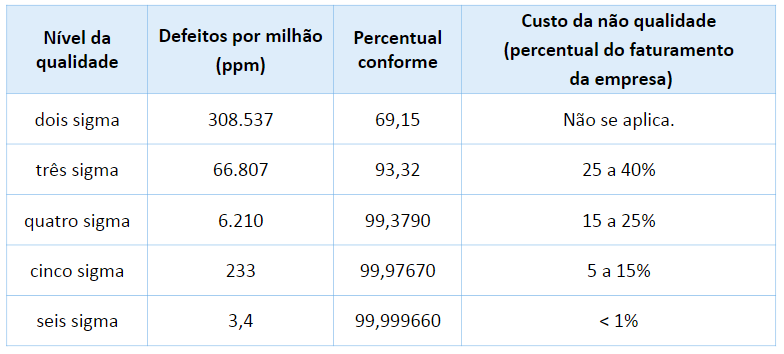 Nível da qualidade | Defeitos por milhão (ppm) | Percentual conforme | Custo da não qualidade (percentual do faturamento da empresa)
dois sigma | 308.537 | 69,15 | Não se aplica.
três sigma | 66.807 | 93,32 | 25 a 40%
quatro sigma | 6.210 | 99,3790 | 15 a 25%
cinco sigma | 233 | 99,97670 | 5 a 15%
seis sigma | 3,4 | 99,999660 | < 1%